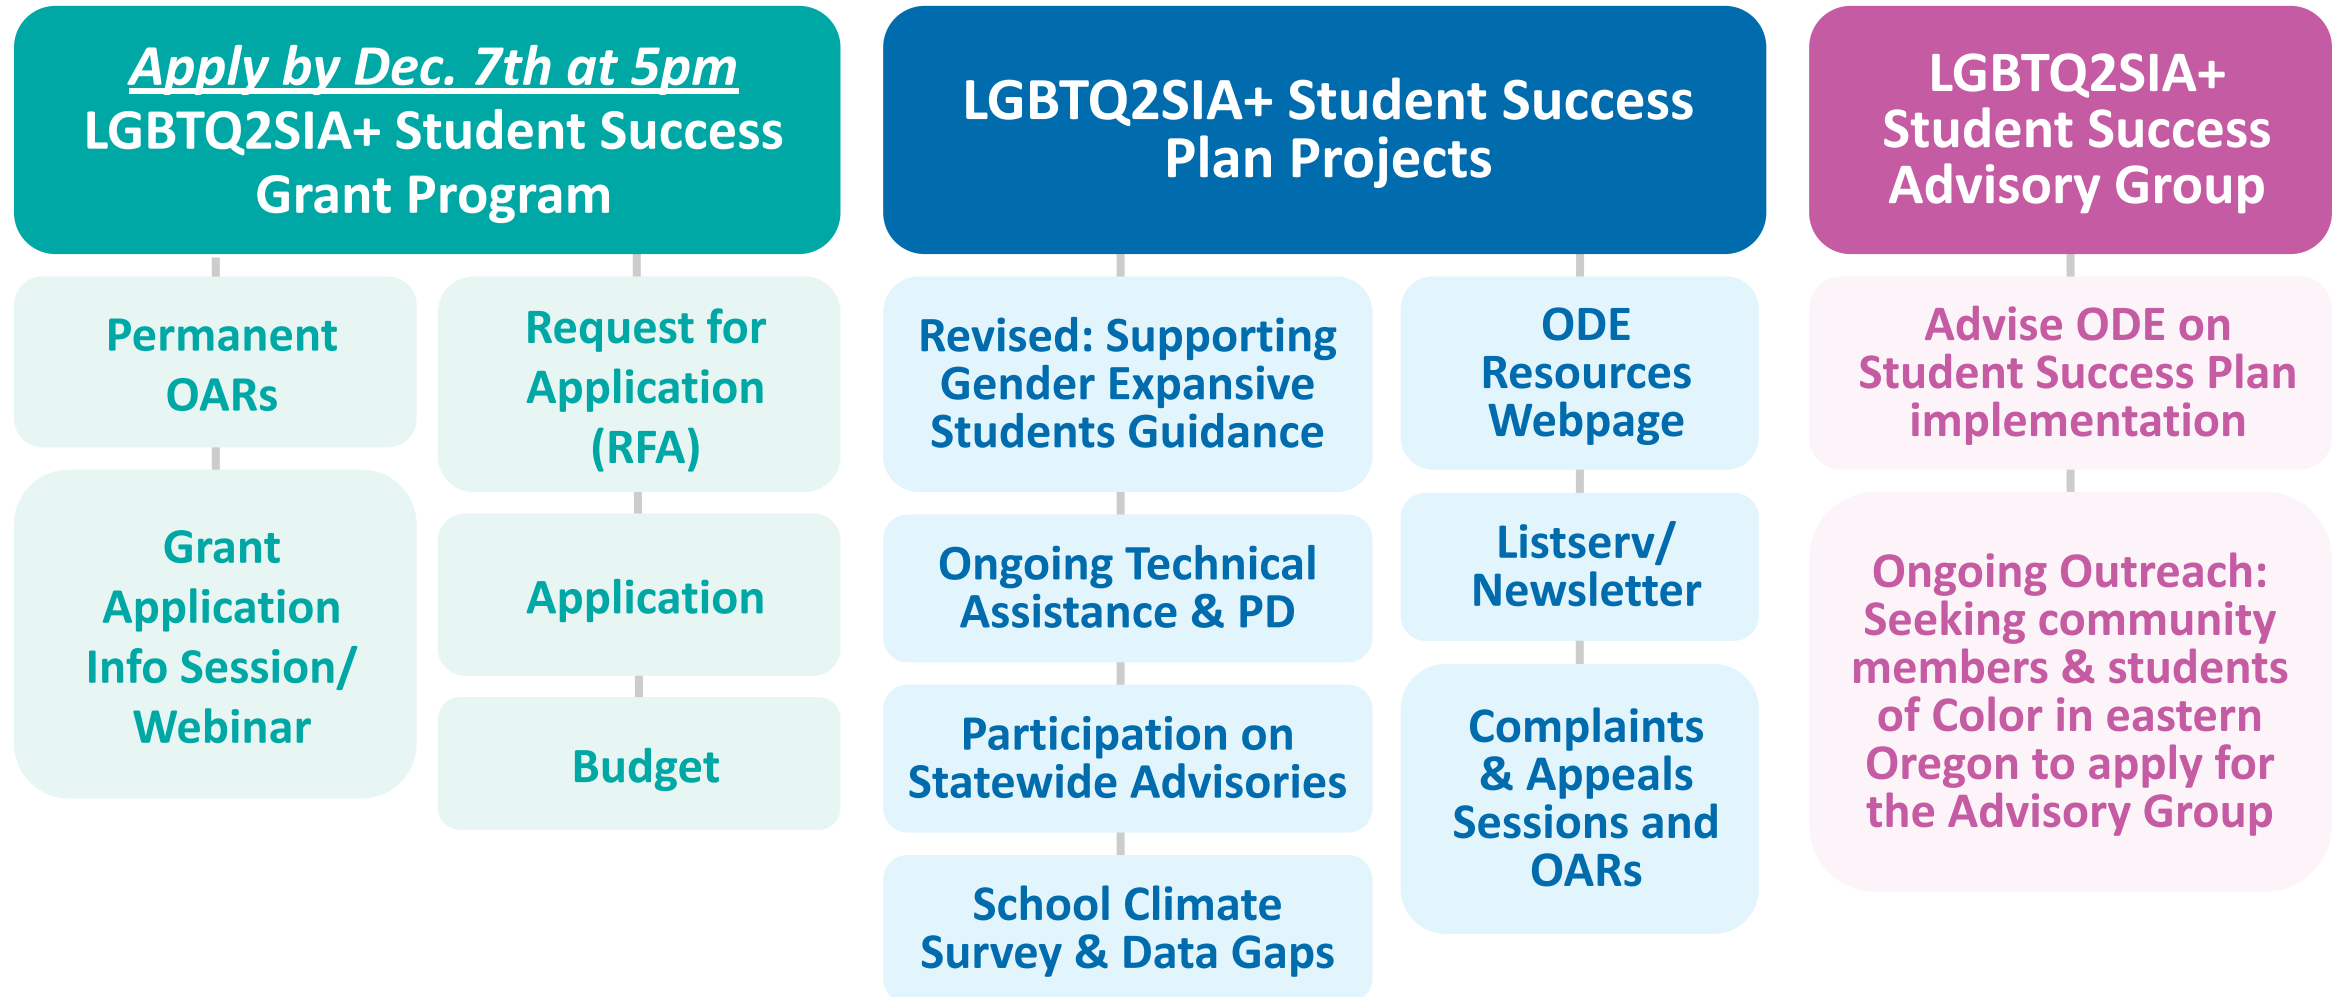 Apply by Dec. 7th at 5pm
LGBTQ2SIA+ Student Success
Grant Program
Permanent
OARs
Grant
Application
Info Session/
Webinar
Request for
Application
(RFA)
Application
Budget
LGBTQ2SIA+ Student Success
Plan Projects
Revised: Supporting
Gender Expansive
Students Guidance
Ongoing Technical
Assistance & PD
Participation on
Statewide Advisories
School Climate
Survey & Data Gaps
ODE
Resources
Webpage
Listserv/
Newsletter
Complaints
& Appeals
Sessions and
OARs
LGBTQ2SIA+
Student Success
Advisory Group
Advise ODE on
Student Success Plan
implementation
Ongoing Outreach:
Seeking community
members & students
of Color in eastern
Oregon to apply for
the Advisory Group